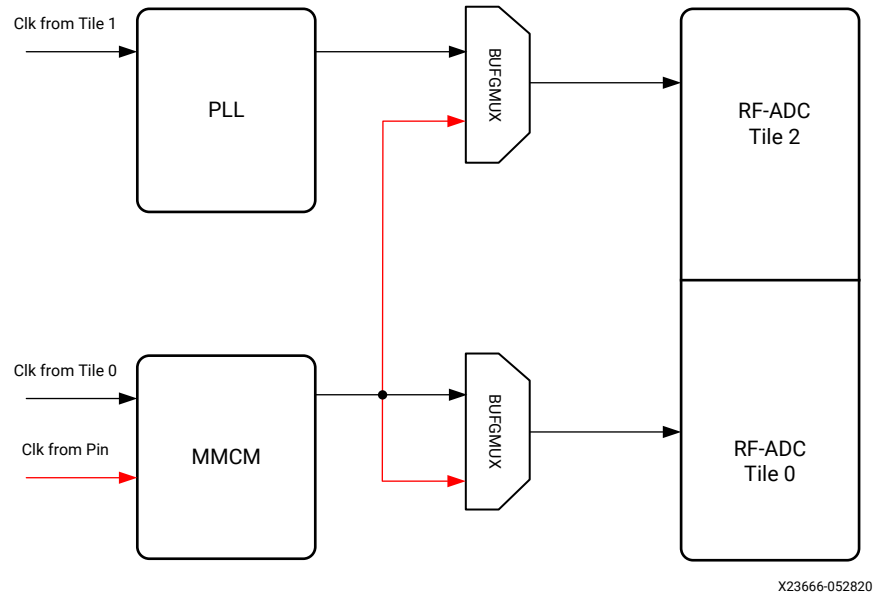 Clk from Tile 1
PLL
BUFGMUX
RF-ADC
Tile 2
Clk from Tile 0
Clk from Pin
MMCM
BUFGMUX
RF-ADC
Tile 0
X23666-052820